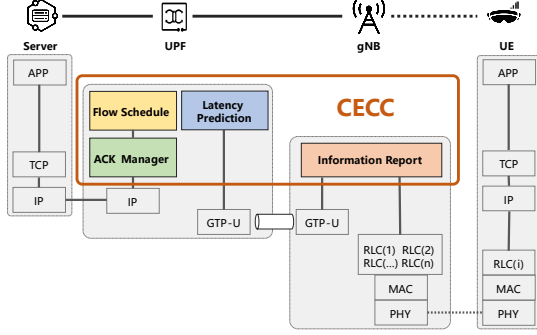 Server
UPF
gNB
UE
APP
TCP
IP
Flow Schedule
ACK Manager
IP
Latency
Prediction
GTP-U
CECC
Information Report
GTP-U
RLC(1) RLC(2)
RLC(...) RLC(n)
MAC
PHY
APP
TCP
IP
RLC(i)
MAC
PHY